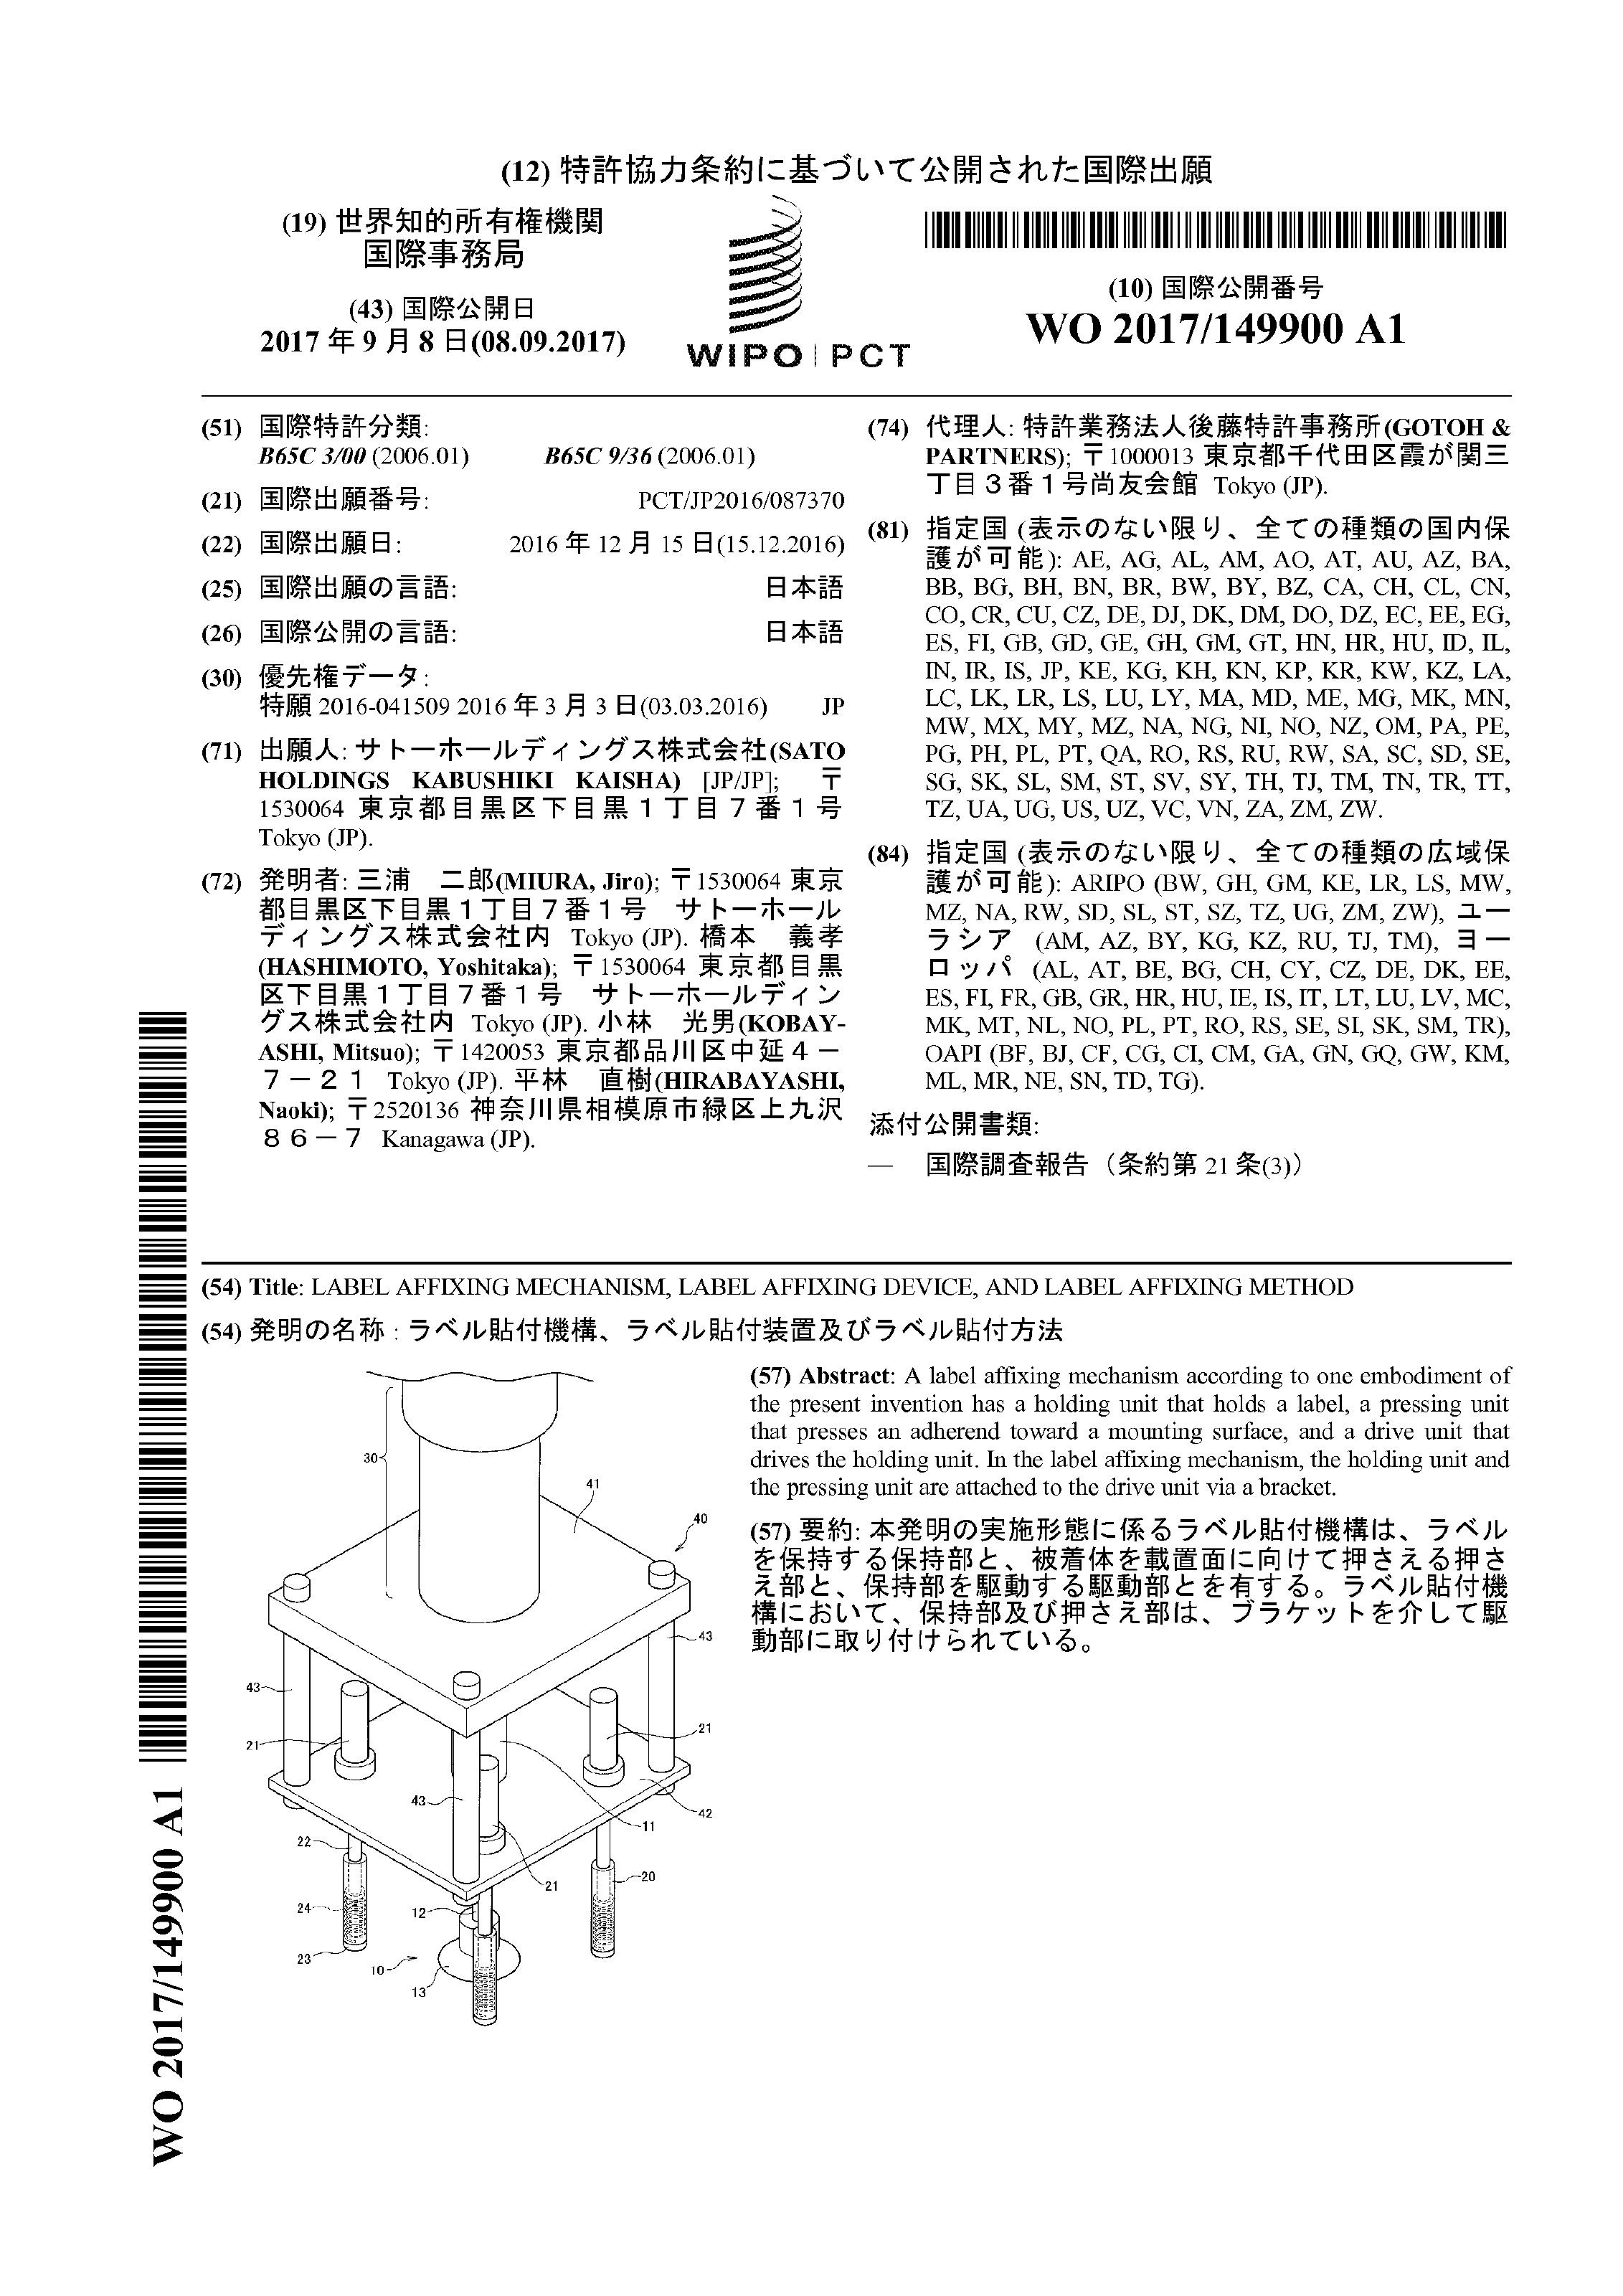 (12) 特許協力条約に基づいて公開された国際出願
(19) 世界知的所有権機関
国際事務局
(43) 国際公開日
2017 年 9 月 8 日(08.09.2017)
WIPO | PCT
(10) 国際公開番号
WO 2017/149900 A1
(51) 国際特許分類:
B65C 3/00 (2006.01) B65C 9/36 (2006.01)
(21) 国際出願番号: PCT/JP2016/087370
(22) 国際出願日: 2016 年 12 月 15 日(15.12.2016)
(25) 国際出願の言語: 日本語
(26) 国際公開の言語: 日本語
(30) 優先権データ:
特願 2016-041509 2016 年 3 月 3 日(03.03.2016) JP
(71) 出願人: サトーホールディングス株式会社(SATO
HOLDINGS KABUSHIKI KAISHA) [JP/JP]; 〒
1530064 東京都目黒区下目黒１丁目７番１号
Tokyo (JP).
(72) 発明者: 三浦　二郎(MIURA, Jiro); 〒1530064 東京
都目黒区下目黒１丁目７番１号　サトーホール
ディングス株式会社内 Tokyo (JP). 橋本　義孝
(HASHIMOTO, Yoshitaka); 〒1530064 東京都目黒
区下目黒１丁目７番１号　サトーホールディン
グス株式会社内 Tokyo (JP). 小林　光男(KOBAY-
ASHI, Mitsuo); 〒1420053 東京都品川区中延４－
７－２１ Tokyo (JP). 平林　直樹(HIRABAYASHI,
Naoki); 〒2520136 神奈川県相模原市緑区上九沢
８６－７ Kanagawa (JP).
(74) 代理人: 特許業務法人後藤特許事務所(GOTOH &
PARTNERS); 〒1000013 東京都千代田区霞が関三
丁目３番１号尚友会館 Tokyo (JP).
(81) 指定国 (表示のない限り、全ての種類の国内保
護が可能): AE, AG, AL, AM, AO, AT, AU, AZ, BA,
BB, BG, BH, BN, BR, BW, BY, BZ, CA, CH, CL, CN,
CO, CR, CU, CZ, DE, DJ, DK, DM, DO, DZ, EC, EE, EG,
ES, FI, GB, GD, GE, GH, GM, GT, HN, HR, HU, ID, IL,
IN, IR, IS, JP, KE, KG, KH, KN, KP, KR, KW, KZ, LA,
LC, LK, LR, LS, LU, LY, MA, MD, ME, MG, MK, MN,
MW, MX, MY, MZ, NA, NG, NI, NO, NZ, OM, PA, PE,
PG, PH, PL, PT, QA, RO, RS, RU, RW, SA, SC, SD, SE,
SG, SK, SL, SM, ST, SV, SY, TH, TJ, TM, TN, TR, TT,
TZ, UA, UG, US, UZ, VC, VN, ZA, ZM, ZW.
(84) 指定国 (表示のない限り、全ての種類の広域保
護が可能): ARIPO (BW, GH, GM, KE, LR, LS, MW,
MZ, NA, RW, SD, SL, ST, SZ, TZ, UG, ZM, ZW), ユー
ラシア (AM, AZ, BY, KG, KZ, RU, TJ, TM), ヨー
ロッパ (AL, AT, BE, BG, CH, CY, CZ, DE, DK, EE,
ES, FI, FR, GB, GR, HR, HU, IE, IS, IT, LT, LU, LV, MC,
MK, MT, NL, NO, PL, PT, RO, RS, SE, SI, SK, SM, TR),
OAPI (BF, BJ, CF, CG, CI, CM, GA, GN, GQ, GW, KM,
ML, MR, NE, SN, TD, TG).
添付公開書類:
— 国際調査報告（条約第 21 条(3)）
(54) Title: LABEL AFFIXING MECHANISM, LABEL AFFIXING DEVICE, AND LABEL AFFIXING METHOD
(54) 発明の名称 : ラベル貼付機構、ラベル貼付装置及びラベル貼付方法
(57) Abstract: A label affixing mechanism according to one embodiment of
the present invention has a holding unit that holds a label, a pressing unit
that presses an adherend toward a mounting surface, and a drive unit that
drives the holding unit. In the label affixing mechanism, the holding unit and
the pressing unit are attached to the drive unit via a bracket.
(57) 要約: 本発明の実施形態に係るラベル貼付機構は、ラベル
を保持する保持部と、被着体を載置面に向けて押さえる押さ
え部と、保持部を駆動する駆動部とを有する。ラベル貼付機
構において、保持部及び押さえ部は、ブラケットを介して駆
動部に取り付けられている。
30
41
40
43
43
21
21
43
42
11
22
20
21
24
12
23
10
13
WO 2017/149900 A1